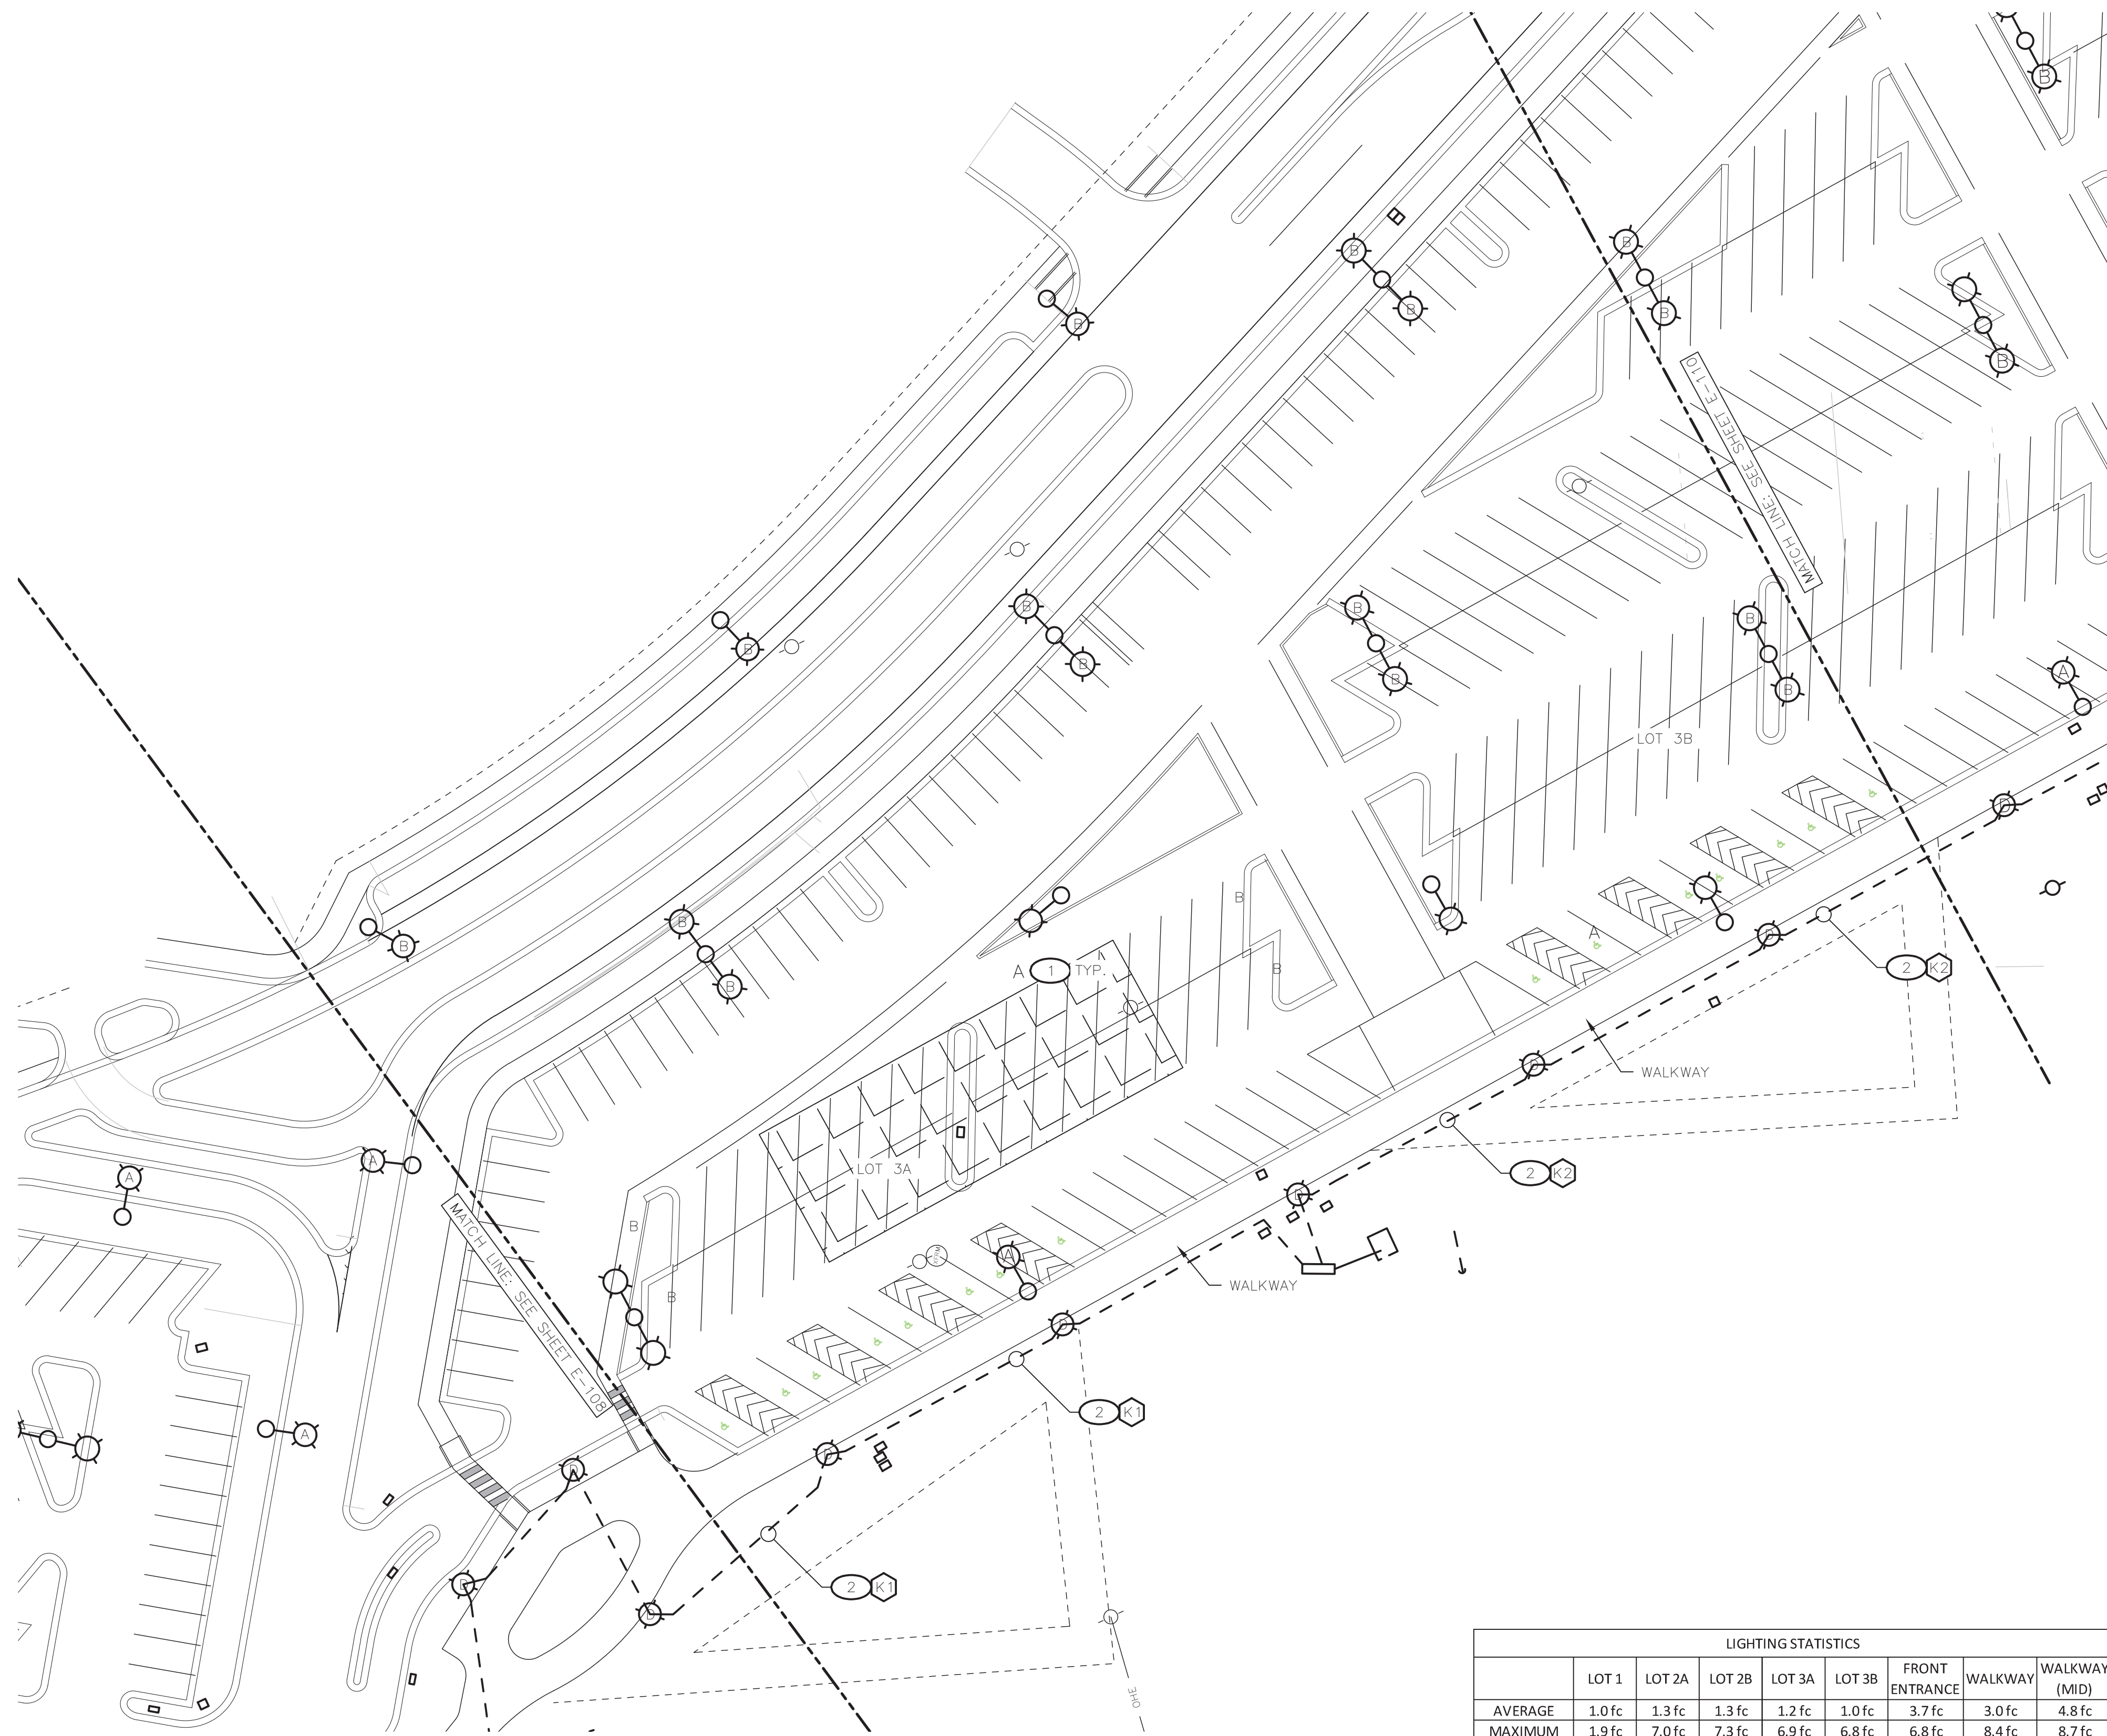 B
B
B
B
B
B
B
MATCH LINE: SEE SHEET E-110
B
B
B
B
B
B
B
B
A
LOT 3B
D
B
B
B
B
B
A
D
2 K2
A 1 TYP.
WALKWAY
D
A
A
2 K2
LOT 3A
D
MATCH LINE: SEE SHEET E-108
B
B
A
WALKWAY
D
2 K1
A
D
D
D
D
2 K1
OHE
LIGHTING STATISTICS
LOT 1 LOT 2A LOT 2B LOT 3A LOT 3B FRONT ENTRANCE WALKWAY WALKWAY (MID)
AVERAGE 1.0 fc 1.3 fc 1.3 fc 1.2 fc 1.0 fc 3.7 fc 3.0 fc 4.8 fc
MAXIMUM 1.9 fc 7.0 fc 7.3 fc 6.9 fc 6.8 fc 6.8 fc 8.4 fc 8.7 fc